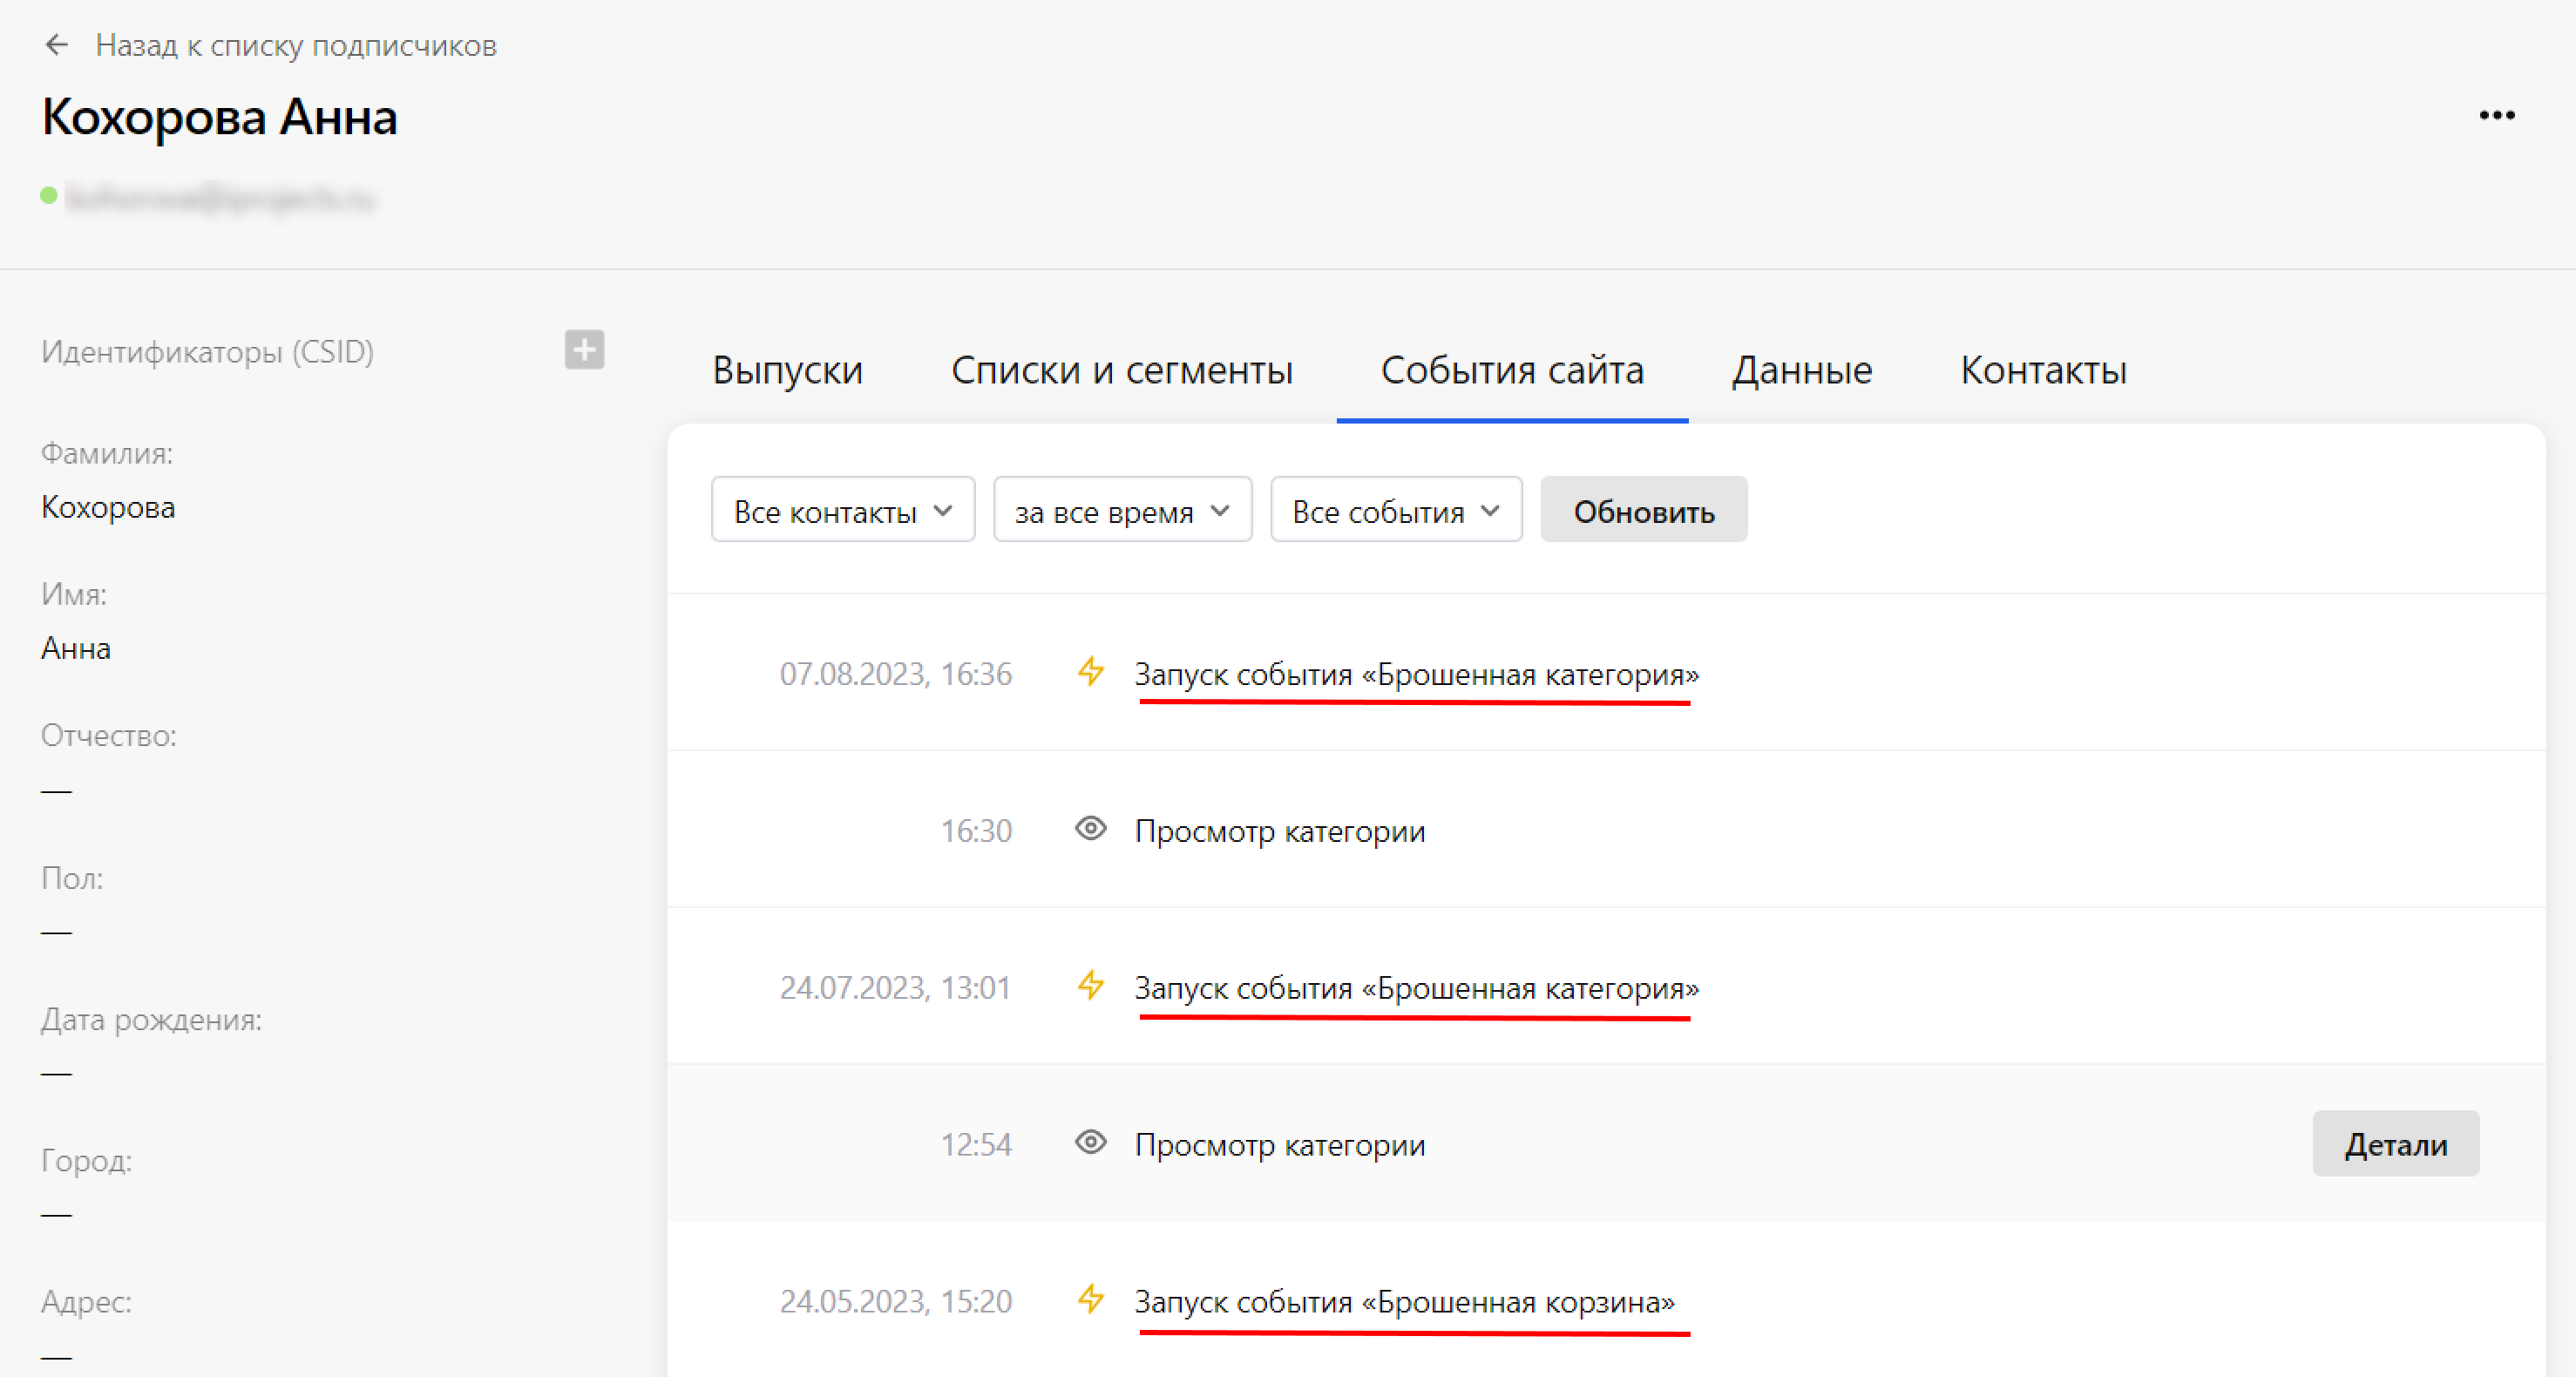 Назад к списку подписчиков
Кохорова Анна
Идентификаторы (CSID)
Фамилия:
Кохорова
Имя:
Анна
Отчество:
—
Пол:
—
Дата рождения:
—
Город:
—
Адрес:
—
Выпуски Списки и сегменты События сайта Данные Контакты
Все контакты за все время Все события Обновить
07.08.2023, 16:36 Запуск события «Брошенная категория»
16:30 Просмотр категории
24.07.2023, 13:01 Запуск события «Брошенная категория»
12:54 Просмотр категории Детали
24.05.2023, 15:20 Запуск события «Брошенная корзина»